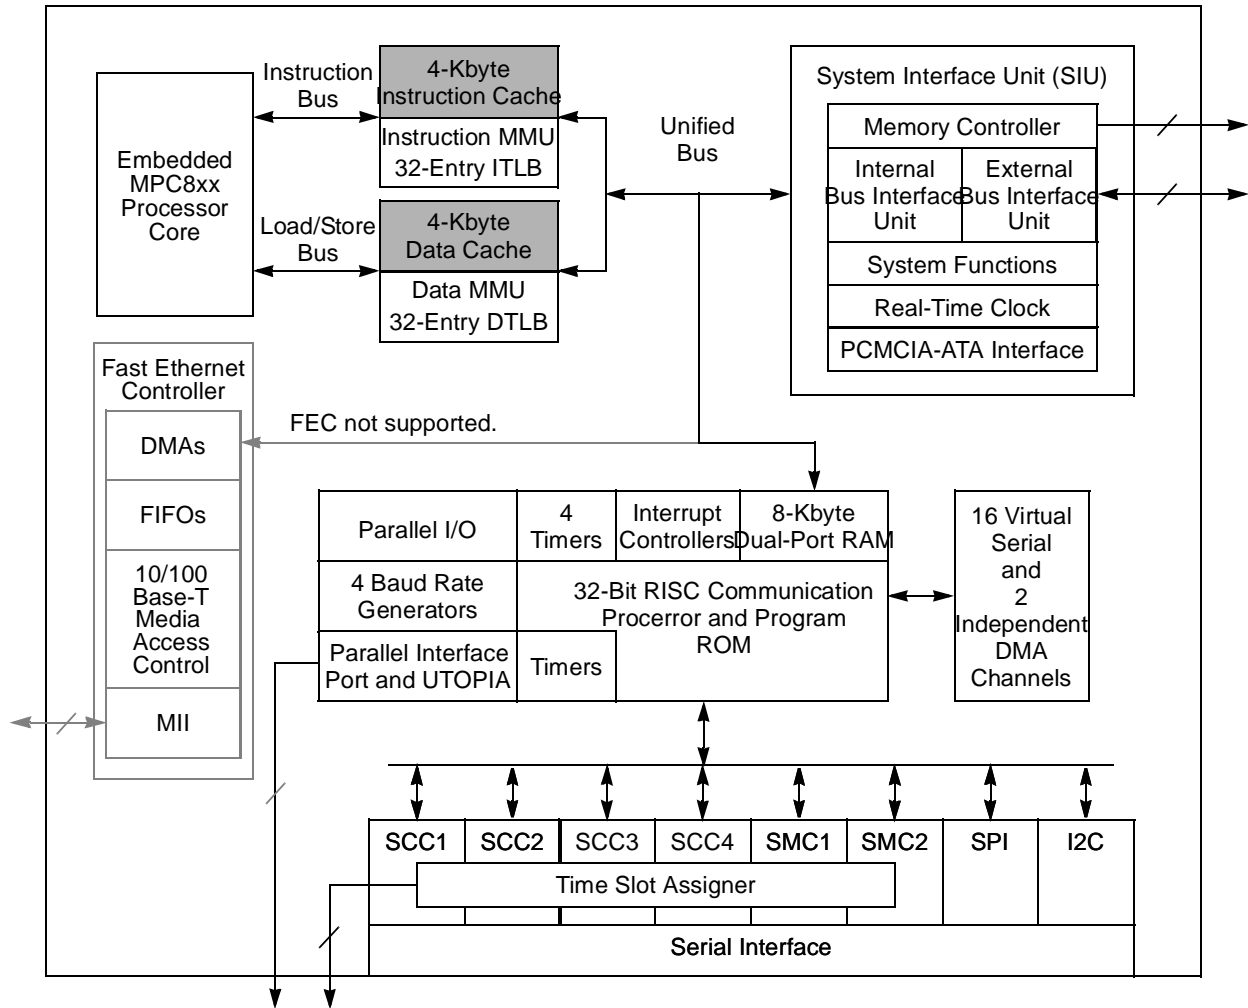 Embedded
MPC8xx
Processor
Core
Instruction
Bus
Load/Store
Bus
4-Kbyte
Instruction Cache
Instruction MMU
32-Entry ITLB
4-Kbyte
Data Cache
Data MMU
32-Entry DTLB
Unified
Bus
System Interface Unit (SIU)
Memory Controller
Internal
Bus Interface
Unit
External
Bus Interface
Unit
System Functions
Real-Time Clock
PCMCIA-ATA Interface
Fast Ethernet
Controller
DMAs
FIFOs
10/100
Base-T
Media
Access
Control
MII
FEC not supported.
Parallel I/O
4
Timers
Interrupt
Controllers
8-Kbyte
Dual-Port RAM
4 Baud Rate
Generators
32-Bit RISC Communication
Procerror and Program
ROM
Parallel Interface
Port and UTOPIA
Timers
16 Virtual
Serial
and
2
Independent
DMA
Channels
SCC1
SCC2
SCC3
SCC4
SMC1
SMC2
SPI
I2C
Time Slot Assigner
Serial Interface